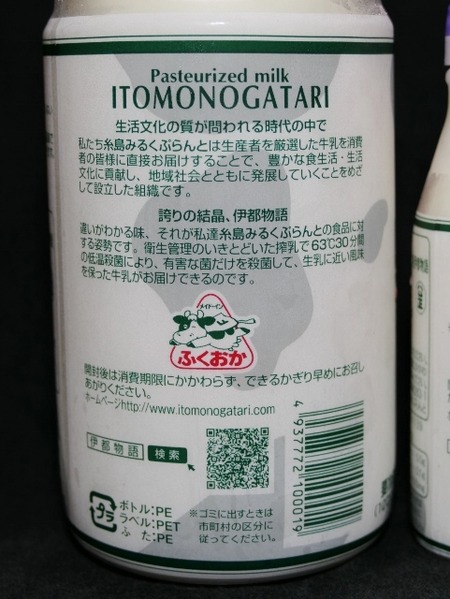 Pasteurized milk
ITOMONOGATARI
生活文化の質が問われる時代の中で
私たち糸島みるくぷらんとは生産者を厳選した牛乳を消費
者の皆様に直接お届けすることで、豊かな食生活・生活
文化に貢献し、地域社会とともに発展していくことをめざ
して設立した組織です。
誇りの結晶、伊都物語
違いがわかる味、それが私達糸島みるくぷらんとの食品に対
する姿勢です。衛生管理のいきとどいた搾乳で63℃30分間
の低温殺菌により、有害な菌だけを殺菌して、生乳に近い風味
を保った牛乳がお届けできるのです。
メイド・イン
ふくおか
開封後は消費期限にかかわらず、できるかぎり早めにお召し
あがりください。
ホームページhttp://www.itomonogatari.com
伊都物語 検索
4937772100019
プラ
ボトル:PE
ラベル:PET
ふた:PE
※ゴミに出すときは
市町村の区分に
従ってください。